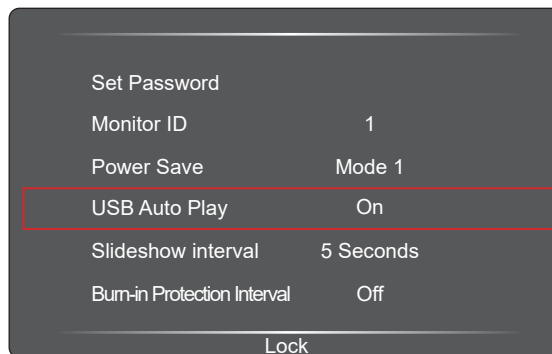 Set Password
Monitor ID 1
Power Save Mode 1
USB Auto Play On
Slideshow interval 5 Seconds
Burn-in Protection Interval Off
Lock